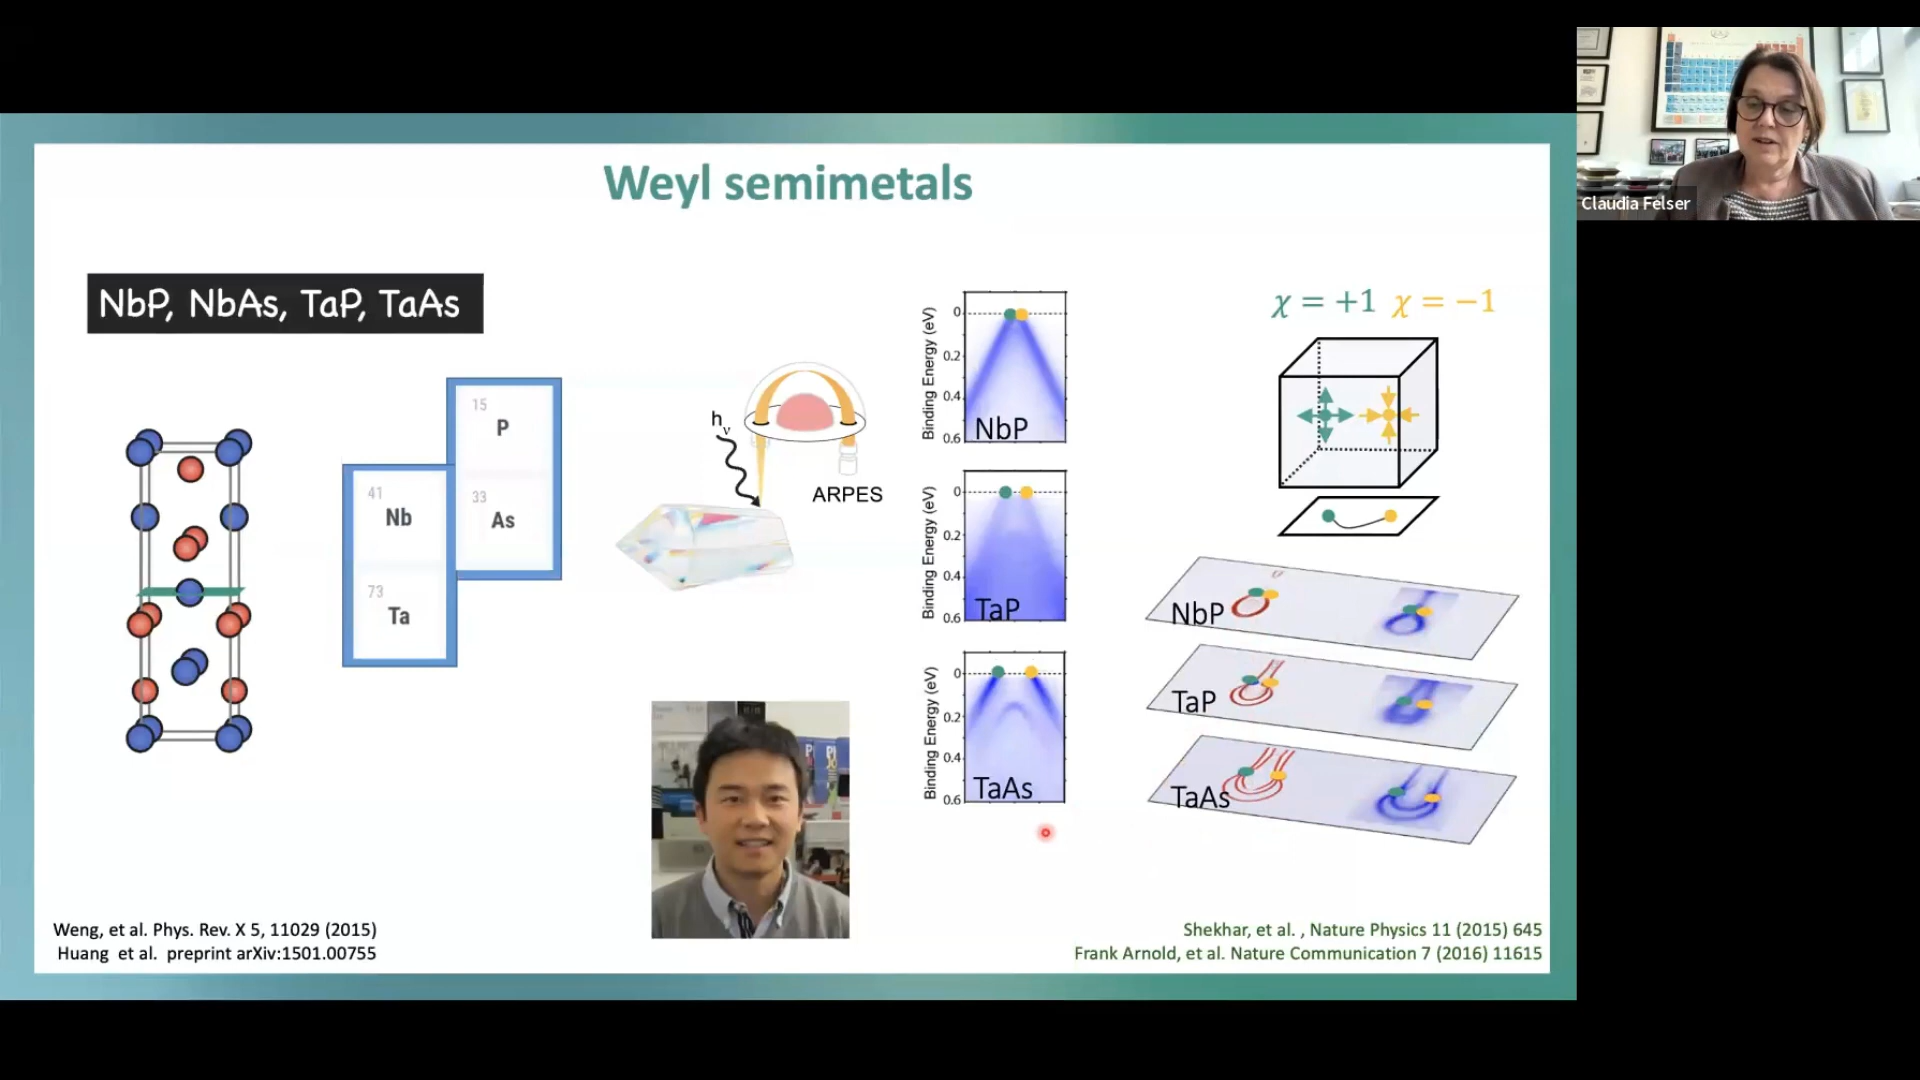 Weyl semimetals
Claudia Felser
NbP, NbAs, TaP, TaAs
15
P
41
Nb
33
As
73
Ta
hν
ARPES
Binding Energy (eV)
0
0.2
0.4
0.6
NbP
Binding Energy (eV)
0
0.2
0.4
0.6
TaP
Binding Energy (eV)
0
0.2
0.4
0.6
TaAs
χ = +1 χ = −1
NbP
TaP
TaAs
Weng, et al. Phys. Rev. X 5, 11029 (2015)
Huang et al. preprint arXiv:1501.00755
Shekhar, et al. , Nature Physics 11 (2015) 645
Frank Arnold, et al. Nature Communication 7 (2016) 11615